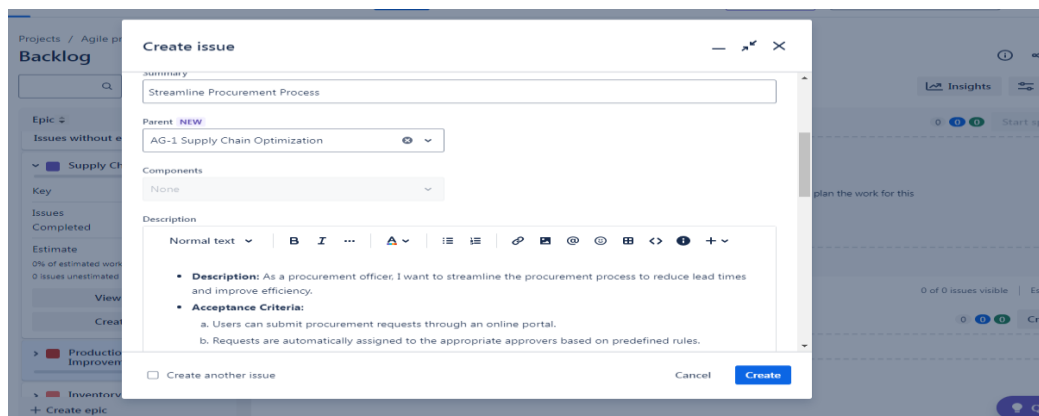 Projects / Agile pr
Backlog
Insights
Epic
Issues without e
Supply Ch
Key
Issues
Completed
Estimate
0% of estimated work
0 issues unestimated
View
Creat
Productio
Improvem
Inventory
+ Create epic
Create issue
Summary
Streamline Procurement Process
Parent NEW
AG-1 Supply Chain Optimization
Components
None
Description
Normal text
B I ... A
• Description: As a procurement officer, I want to streamline the procurement process to reduce lead times
and improve efficiency.
• Acceptance Criteria:
a. Users can submit procurement requests through an online portal.
b. Requests are automatically assigned to the appropriate approvers based on predefined rules.
Create another issue
Cancel
Create
0 0 0 Start sp
plan the work for this
0 of 0 issues visible
Es
0 0 0 Cr